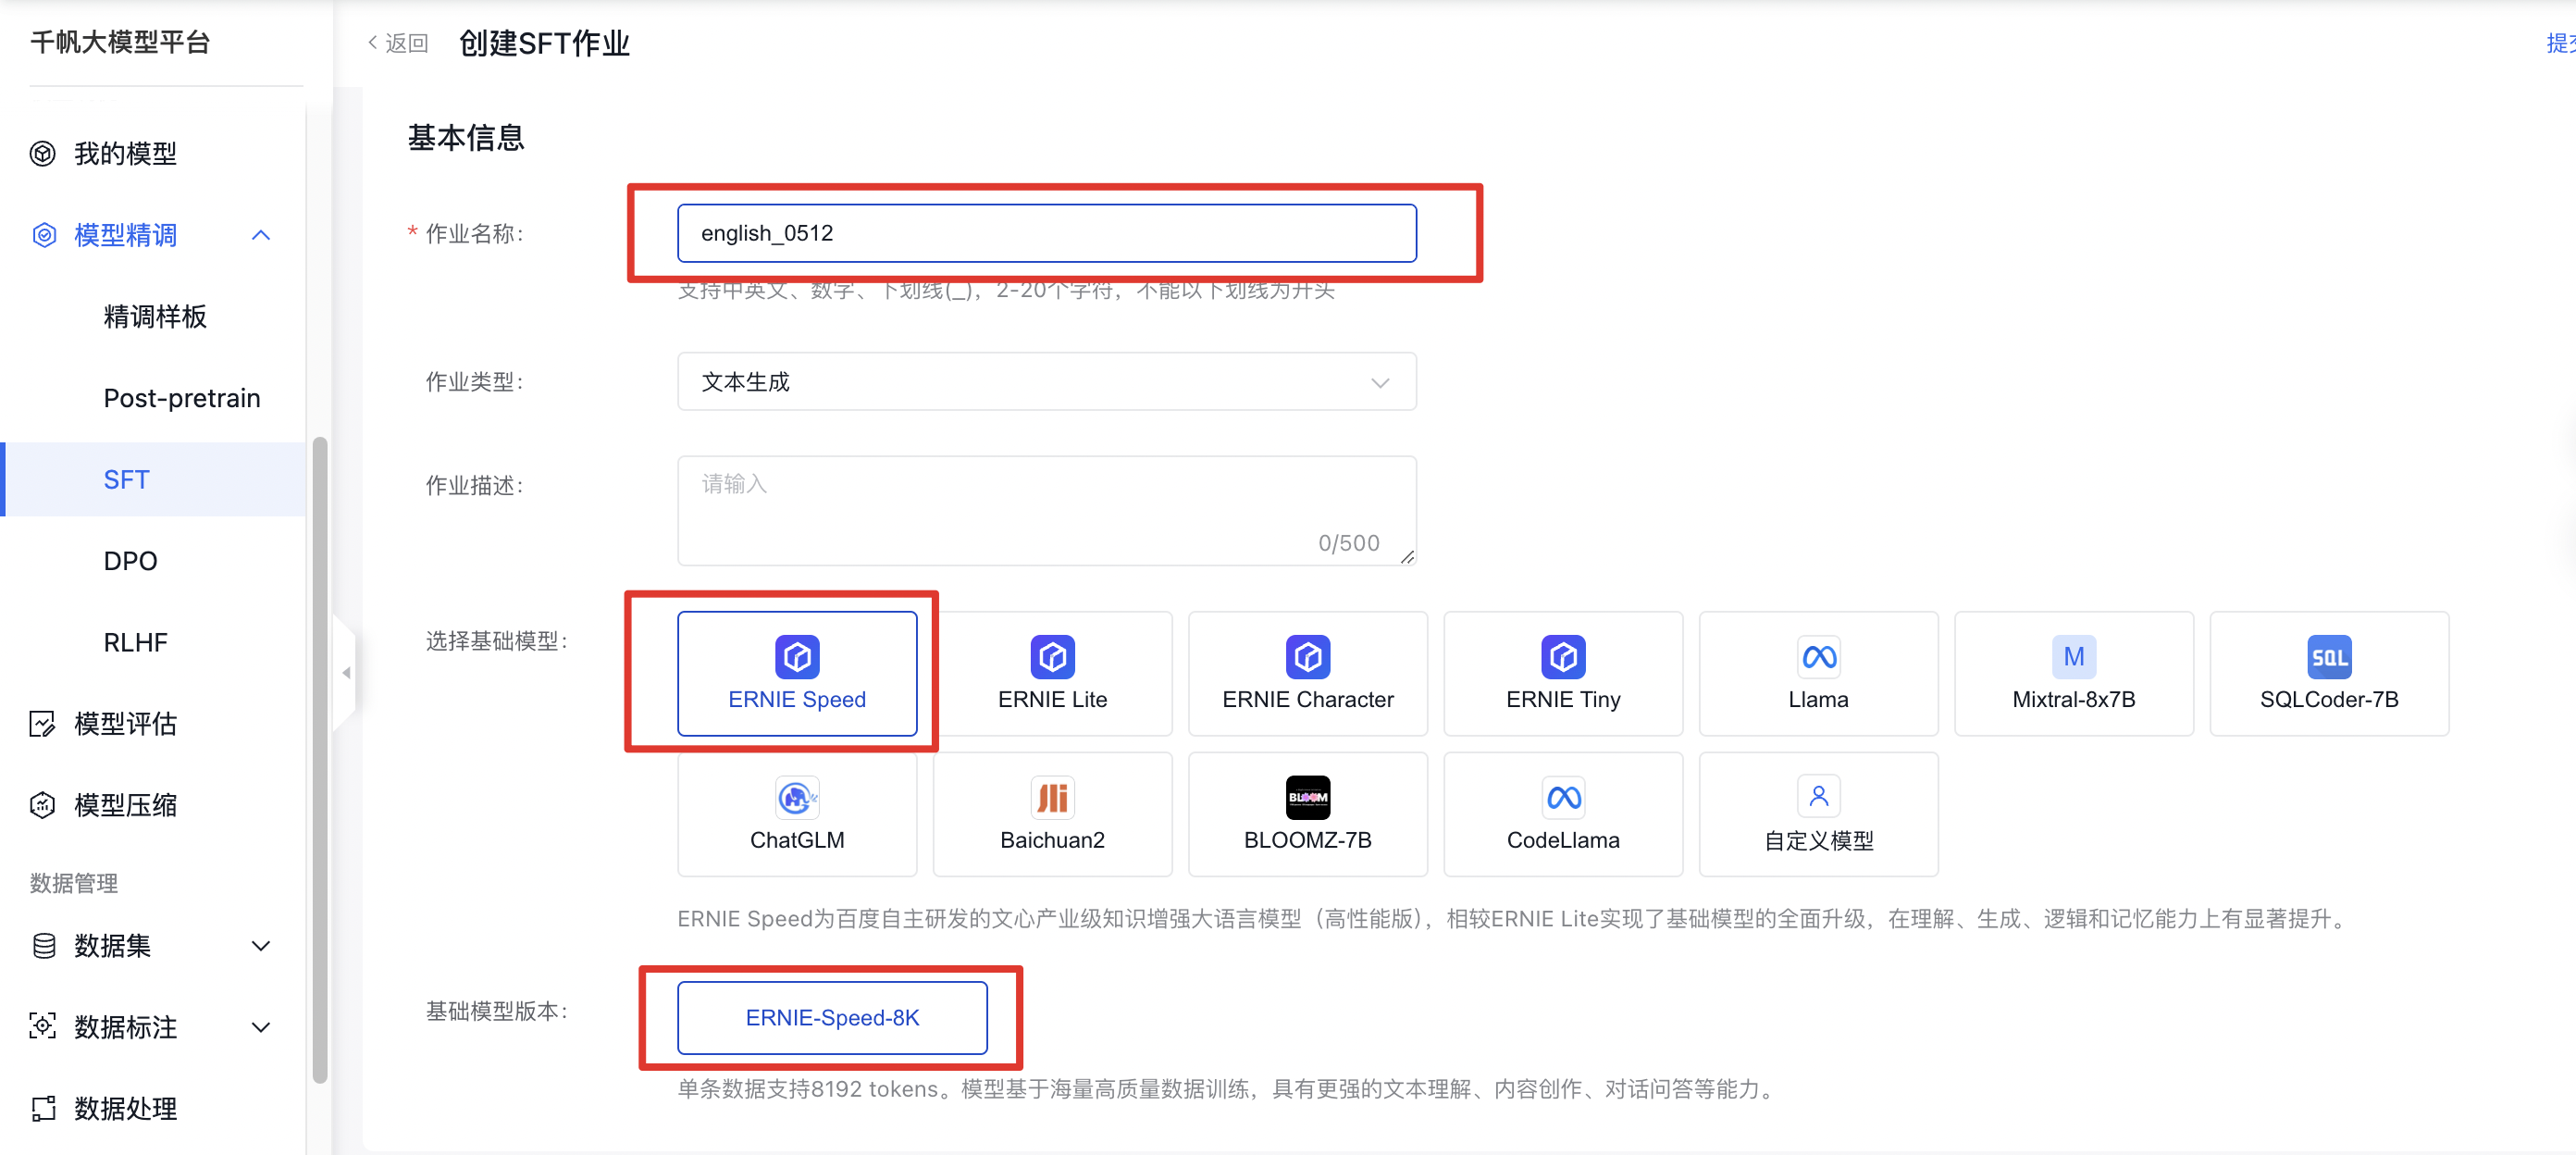 千帆大模型平台
返回 创建SFT作业
我的模型
模型精调
精调样板
Post-pretrain
SFT
DPO
RLHF
模型评估
模型压缩
数据管理
数据集
数据标注
数据处理
基本信息
* 作业名称:
english_0512
支持中英文、数字、下划线(_)，2-20个字符，不能以下划线为开头
作业类型:
文本生成
作业描述:
请输入
0/500
选择基础模型:
ERNIE Speed
ERNIE Lite
ERNIE Character
ERNIE Tiny
Llama
M
Mixtral-8x7B
SQL
SQLCoder-7B
ChatGLM
Baichuan2
BLOOM
BLOOMZ-7B
CodeLlama
自定义模型
ERNIE Speed为百度自主研发的文心产业级知识增强大语言模型（高性能版），相较ERNIE Lite实现了基础模型的全面升级，在理解、生成、逻辑和记忆能力上有显著提升。
基础模型版本:
ERNIE-Speed-8K
单条数据支持8192 tokens。模型基于海量高质量数据训练，具有更强的文本理解、内容创作、对话问答等能力。